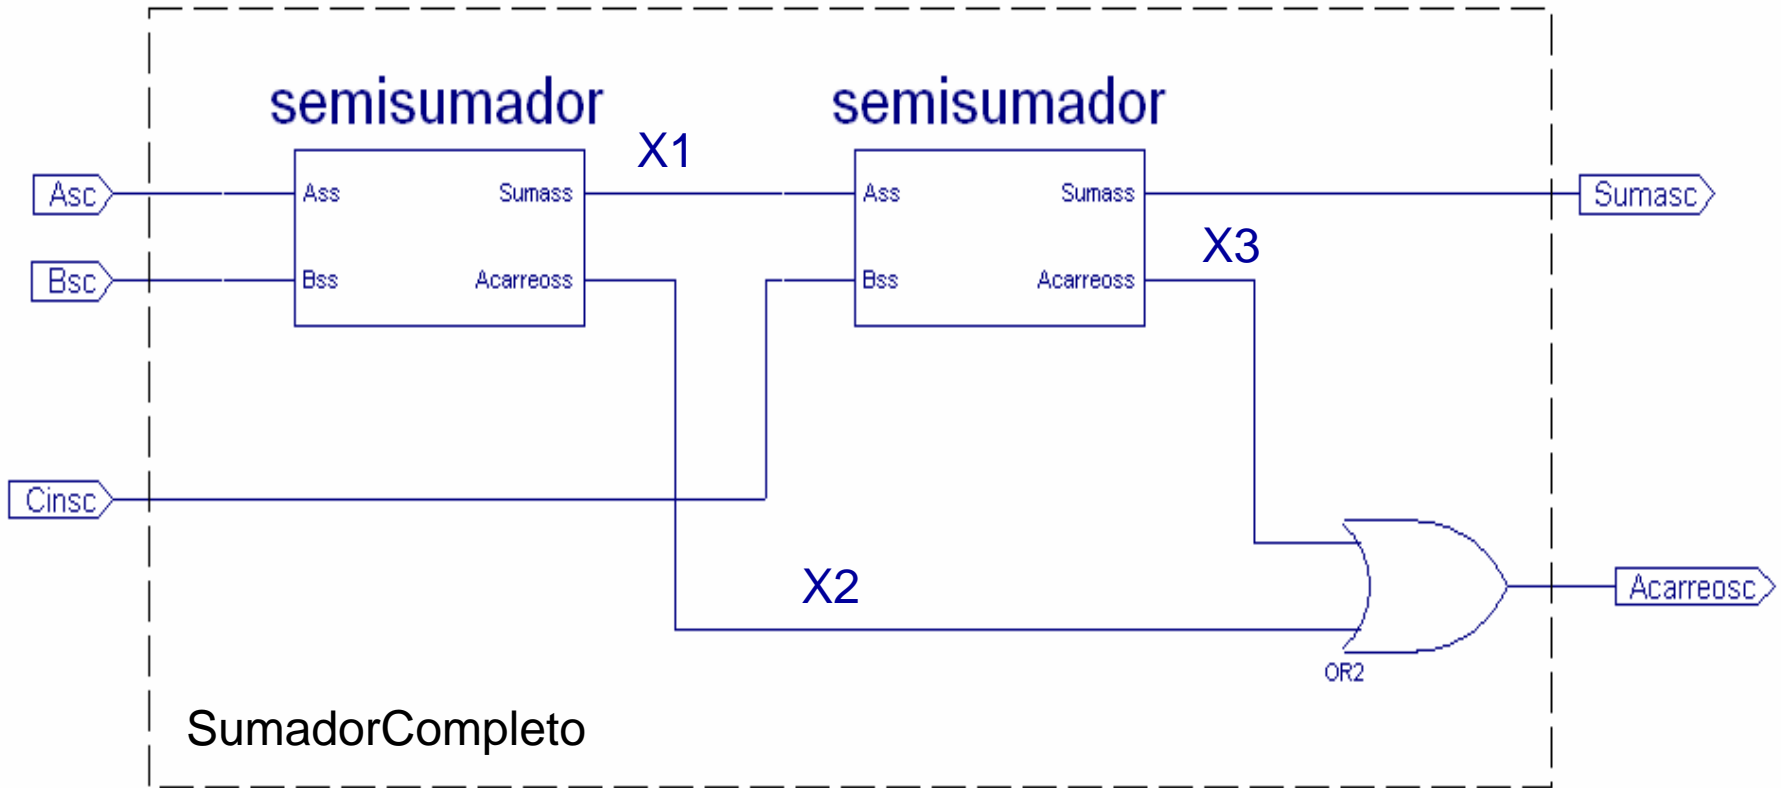 semisumador semisumador
X1
Asc Ass Sumass Ass Sumass Sumasc
X3
Bsc Bss Acarreoss Bss Acarreoss
Cinsc
X2 Acarreosc
OR2
SumadorCompleto